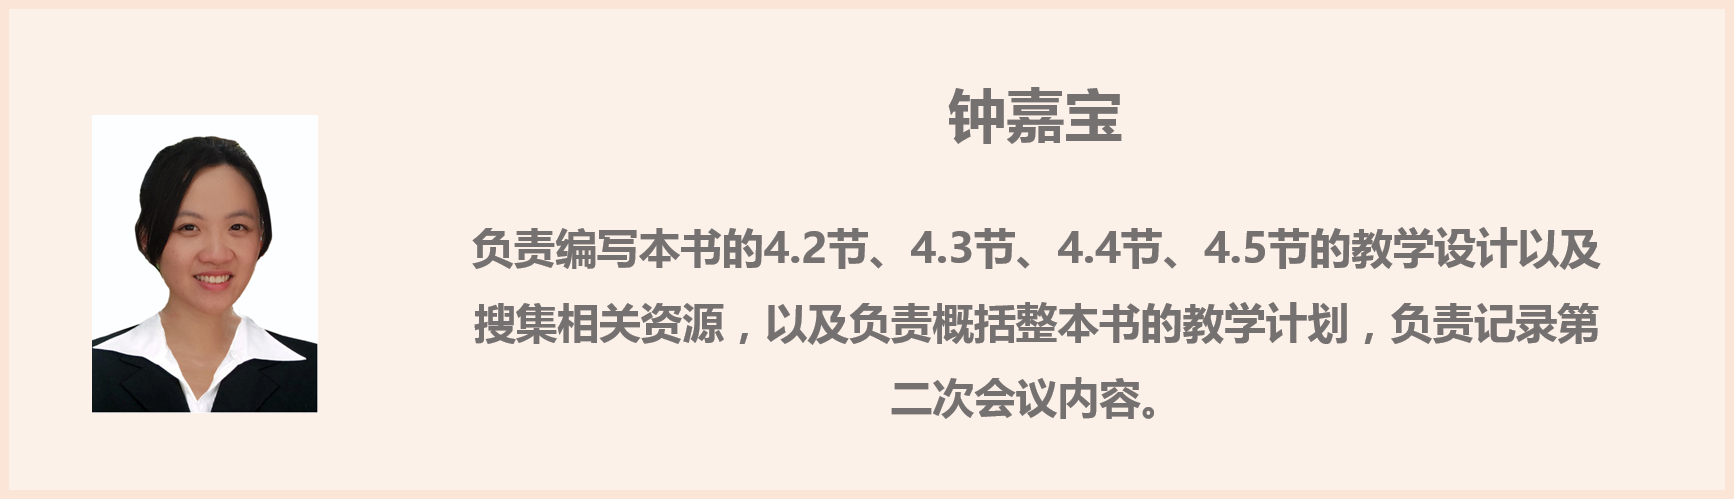 钟嘉宝
负责编写本书的4.2节、4.3节、4.4节、4.5节的教学设计以及
搜集相关资源，以及负责概括整本书的教学计划，负责记录第
二次会议内容。